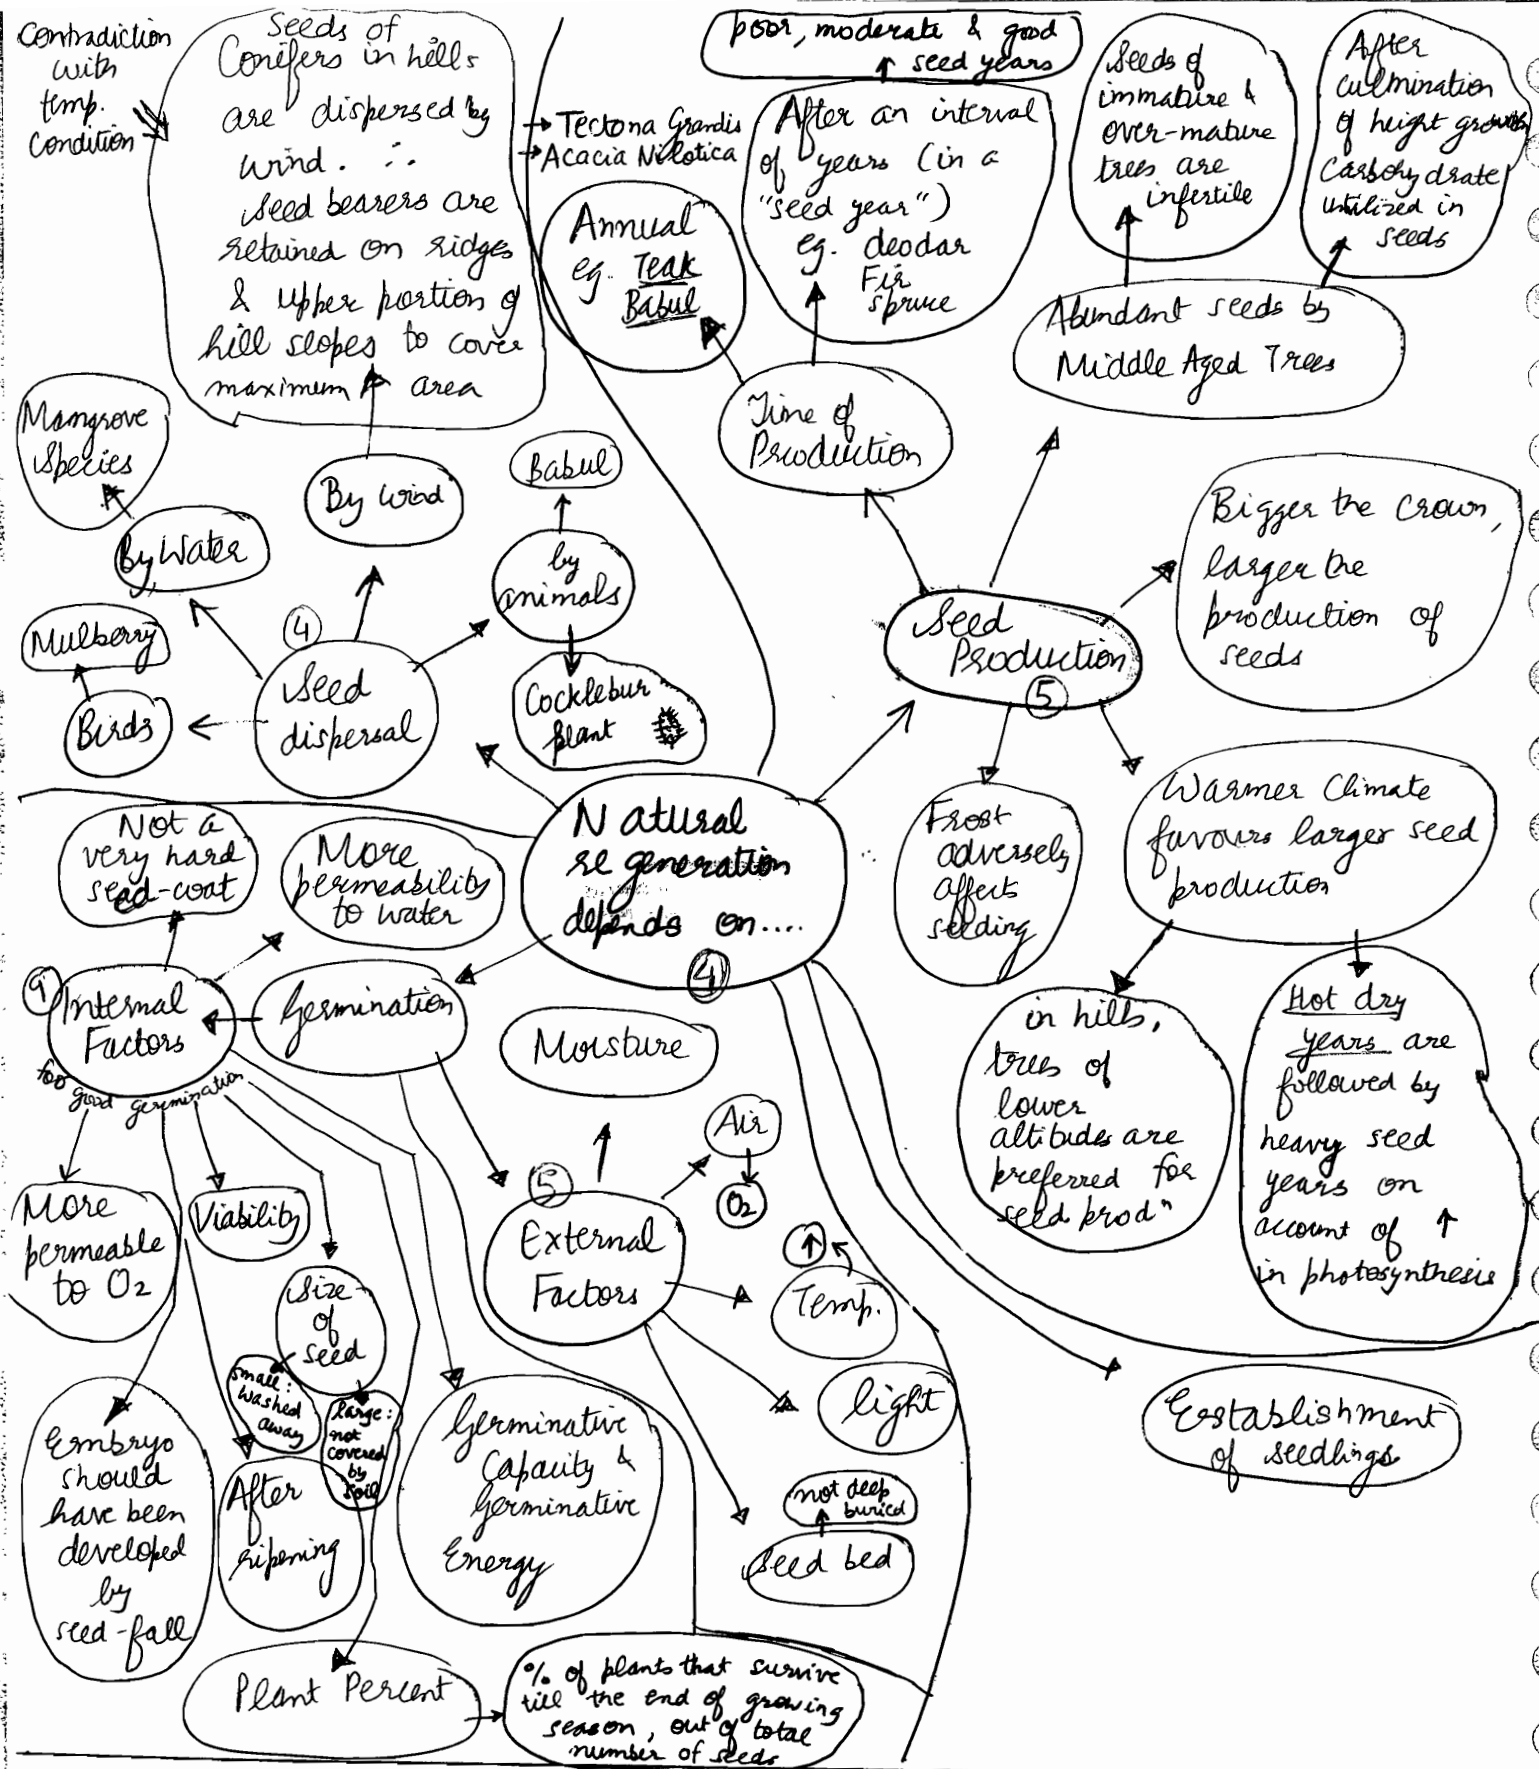 Contradiction
with
temp.
condition
Seeds of
Conifers in hills
are dispersed by
wind. ∴
seed bearers are
retained on ridges
& upper portion of
hill slopes to cover
maximum area
Tectona Grandis
Acacia Nilotica
Annual
eg. Teak
Babul
poor, moderate & good
seed years
After an interval
of years (in a
"seed year")
eg. deodar
Fir
spruce
Seeds of
immature &
over-mature
trees are
infertile
After
culmination
of height growth
carbohydrate
utilized in
seeds
Abundant seeds by
Middle Aged Trees
Time of
Production
Mangrove
Species
By Water
By wind
Babul
by
animals
Cocklebur
plant
Mulberry
Birds
4
Seed
dispersal
Seed
Production
5
Bigger the crown,
larger the
production of
seeds
Frost
adversely
affects
seeding
Warmer Climate
favours larger seed
production
in hills,
trees of
lower
altitudes are
preferred for
seed prodⁿ
Hot dry
years are
followed by
heavy seed
years on
account of ↑
in photosynthesis
Natural
regeneration
depends on....
4
Not a
very hard
seed-coat
More
permeability
to water
9
Internal
Factors
for good germination
Germination
Moisture
Air
O2
5
External
Factors
↑
Temp.
light
not deep
buried
Seed bed
Establishment
of seedlings
More
permeable
to O2
Viability
Size
of
seed
small:
washed
away
large:
not
covered
by
soil
Embryo
should
have been
developed
by
seed-fall
After
ripening
Germinative
Capacity &
Germinative
Energy
Plant Percent
% of plants that survive
till the end of growing
season, out of total
number of seeds